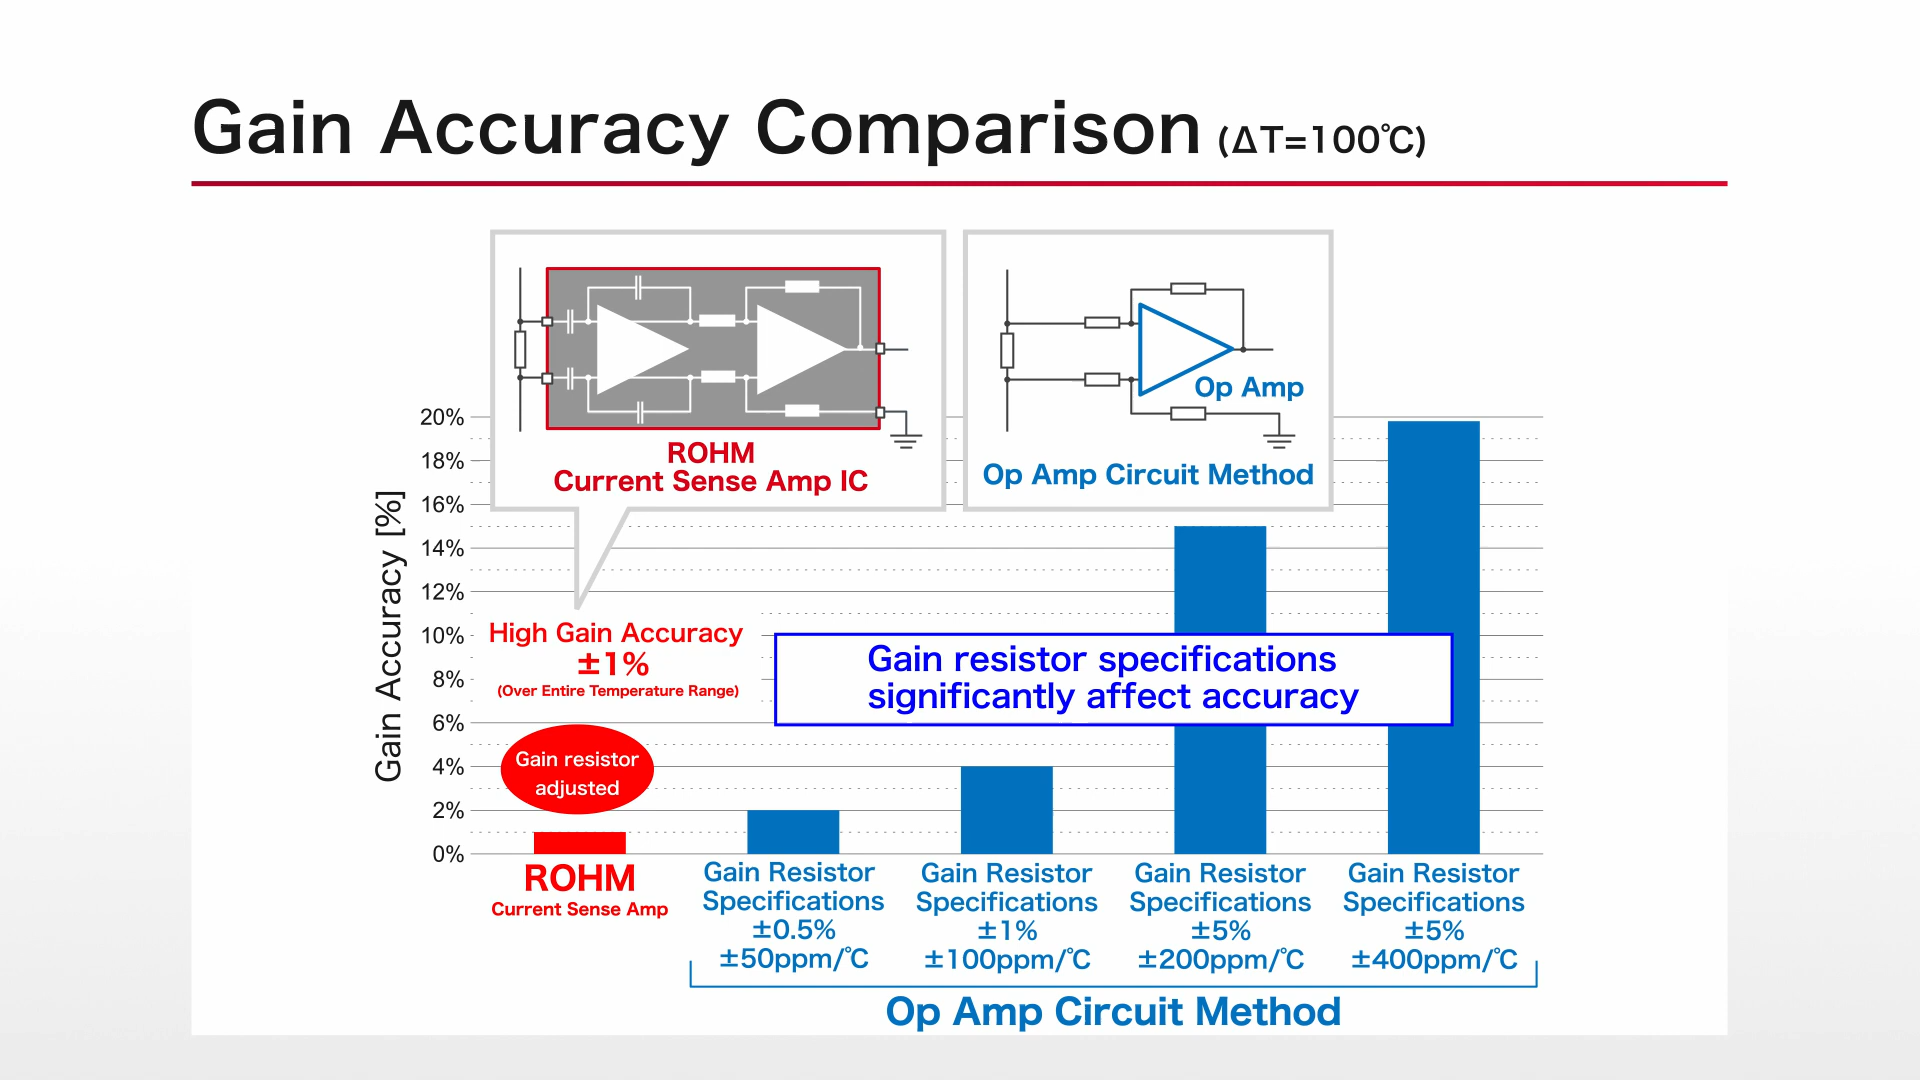 Gain Accuracy Comparison (ΔT=100℃)
ROHM
Current Sense Amp IC
Op Amp
Op Amp Circuit Method
Gain Accuracy [%]
20%
18%
16%
14%
12%
10%
8%
6%
4%
2%
0%
High Gain Accuracy
±1%
(Over Entire Temperature Range)
Gain resistor
adjusted
Gain resistor specifications
significantly affect accuracy
ROHM
Current Sense Amp
Gain Resistor
Specifications
±0.5%
±50ppm/℃
Gain Resistor
Specifications
±1%
±100ppm/℃
Gain Resistor
Specifications
±5%
±200ppm/℃
Gain Resistor
Specifications
±5%
±400ppm/℃
Op Amp Circuit Method